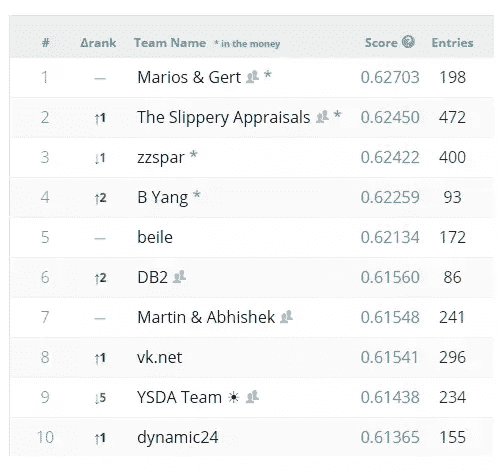 # Δrank Team Name * in the money Score ? Entries
1 — Marios & Gert * 0.62703 198
2 ↑1 The Slippery Appraisals * 0.62450 472
3 ↓1 zzspar * 0.62422 400
4 ↑2 B Yang * 0.62259 93
5 — beile 0.62134 172
6 ↑2 DB2 0.61560 86
7 — Martin & Abhishek 0.61548 241
8 ↑1 vk.net 0.61541 296
9 ↓5 YSDA Team ☀ 0.61438 234
10 ↑1 dynamic24 0.61365 155